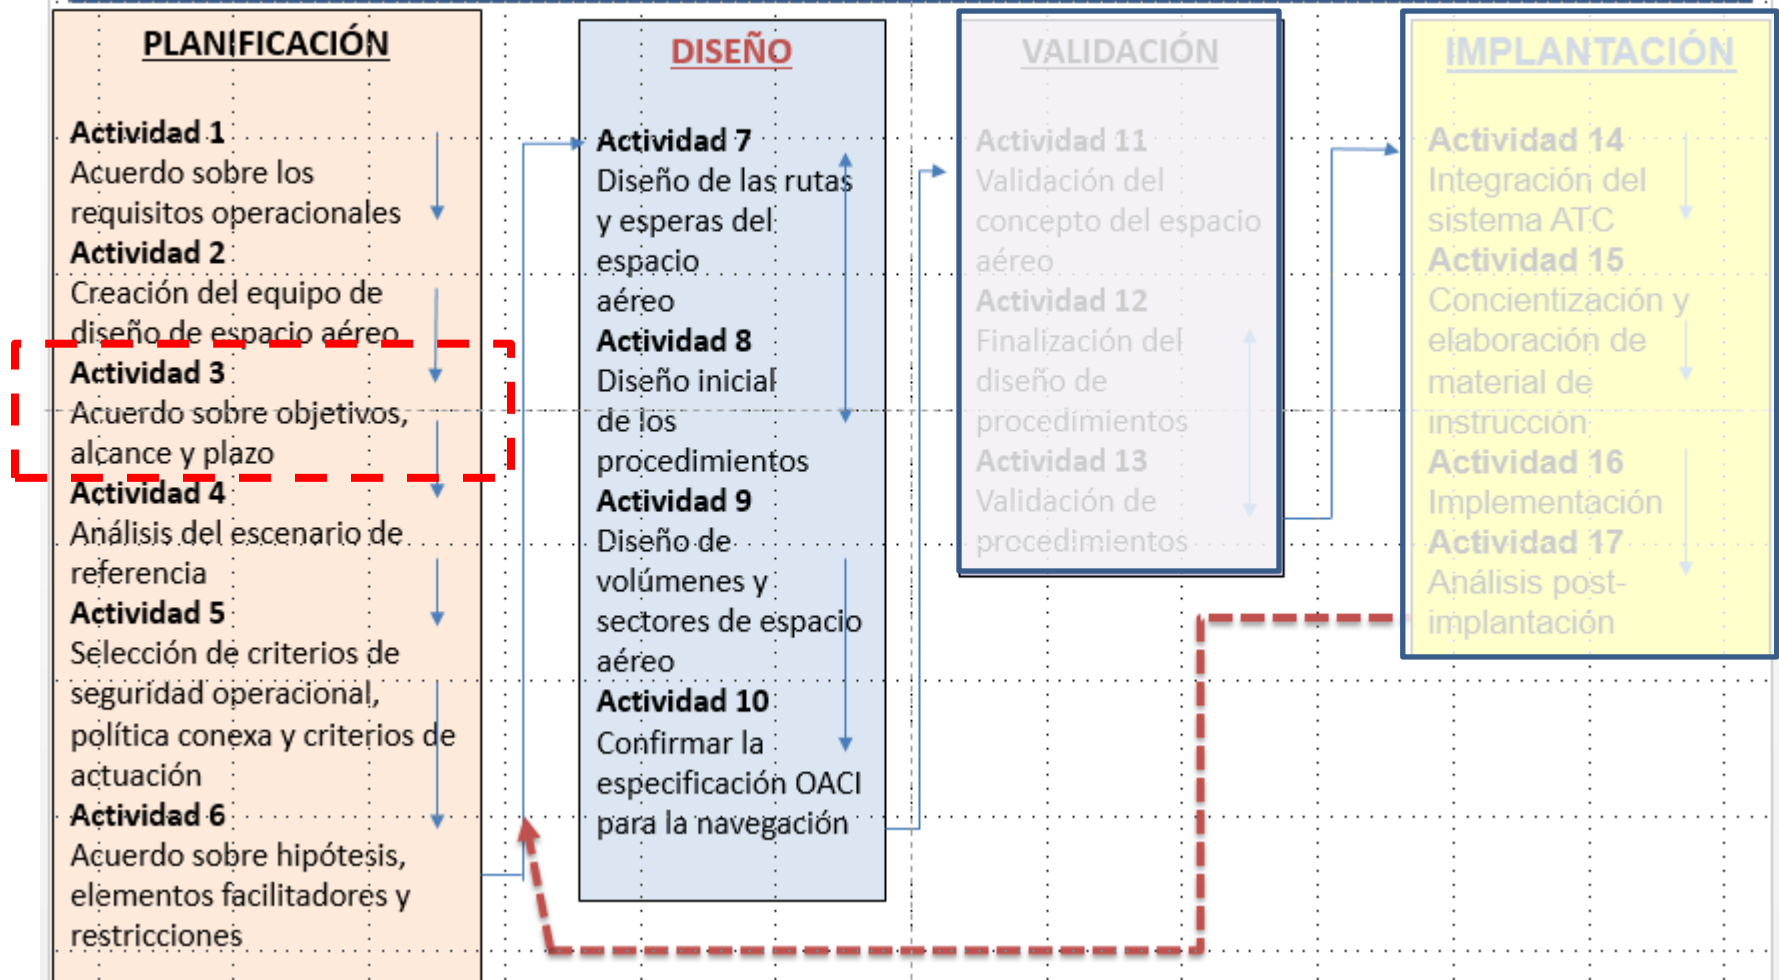 PLANIFICACIÓN
Actividad 1
Acuerdo sobre los
requisitos operacionales
Actividad 2
Creación del equipo de
diseño de espacio aéreo
Actividad 3
Acuerdo sobre objetivos,
alcance y plazo
Actividad 4
Análisis del escenario de
referencia
Actividad 5
Selección de criterios de
seguridad operacional,
política conexa y criterios de
actuación
Actividad 6
Acuerdo sobre hipótesis,
elementos facilitadores y
restricciones
DISEÑO
Actividad 7
Diseño de las rutas
y esperas del
espacio
aéreo
Actividad 8
Diseño inicial
de los
procedimientos
Actividad 9
Diseño de
volúmenes y
sectores de espacio
aéreo
Actividad 10
Confirmar la
especificación OACI
para la navegación
VALIDACIÓN
Actividad 11
Validación del
concepto del espacio
aéreo
Actividad 12
Finalización del
diseño de
procedimientos
Actividad 13
Validación de
procedimientos
IMPLANTACIÓN
Actividad 14
Integración del
sistema ATC
Actividad 15
Concientización y
elaboración de
material de
instrucción
Actividad 16
Implementación
Actividad 17
Análisis post-
implantación